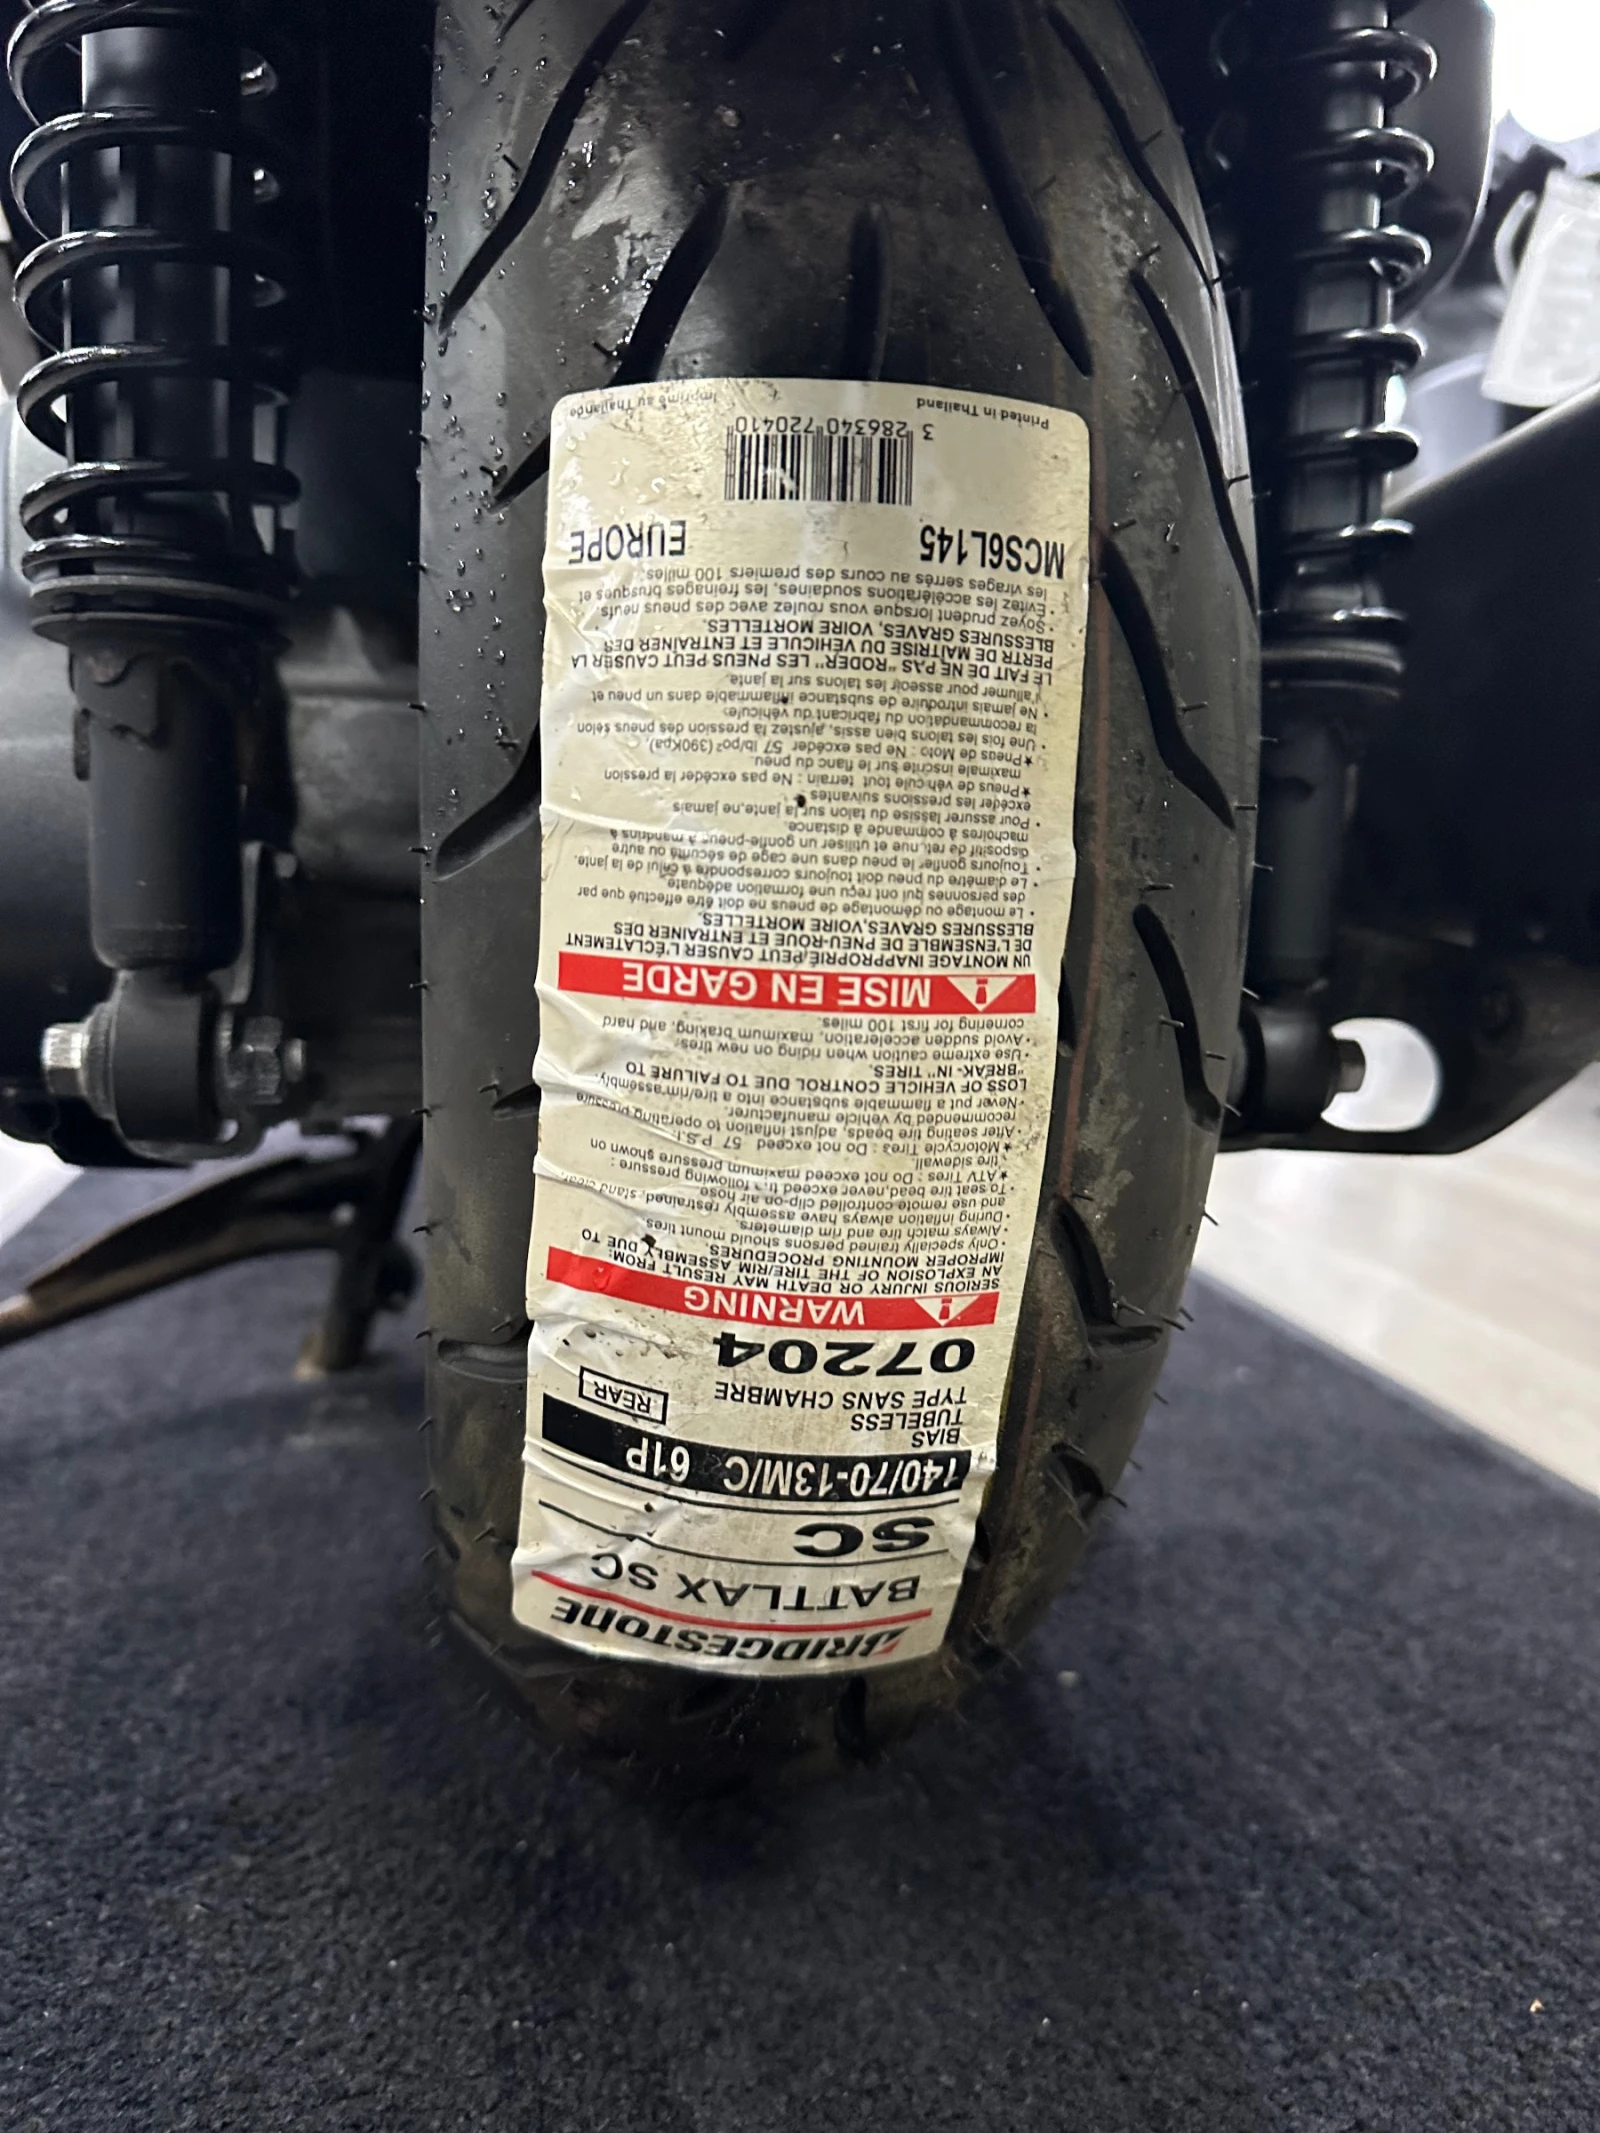 BRIDGESTONE
BATTLAX SC
SC
140/70-13M/C 61P
BIAS
TUBELESS
TYPE SANS CHAMBRE
REAR
07204
WARNING
SERIOUS INJURY OR DEATH MAY RESULT FROM:
AN EXPLOSION OF THE TIRE/RIM ASSEMBLY DUE TO
IMPROPER MOUNTING PROCEDURES.
•Only specially trained persons should mount tires.
•Always match tire and rim diameters.
•During inflation always have assembly restrained, stand clear,
and use remote controlled clip-on air hose
•To seat tire bead,never exceed following pressure :
★ATV Tires : Do not exceed maximum pressure shown on
tire sidewall.
★Motorcycle Tires : Do not exceed 57 P.S.I.
•After seating tire beads, adjust inflation to operating pressure
recommended by vehicle manufacturer.
•Never put a flammable substance into a tire/rim assembly.
LOSS OF VEHICLE CONTROL DUE TO FAILURE TO
"BREAK-IN" TIRES.
•Use extreme caution when riding on new tires.
•Avoid sudden acceleration, maximum braking, and hard
cornering for first 100 miles.
MISE EN GARDE
UN MONTAGE INAPPROPRIÉ,PEUT CAUSER L'ÉCLATEMENT
DE L'ENSEMBLE DE PNEU-ROUE ET ENTRAÎNER DES
BLESSURES GRAVES,VOIRE MORTELLES.
• Le montage ou démontage de pneus ne doit être effectué que par
des personnes qui ont reçu une formation adéquate.
• Le diamètre du pneu doit toujours correspondre à celui de la jante.
• Toujours gonfler le pneu dans une cage de sécurité ou autre
dispositif de retenue et utiliser un gonfle-pneus à mandrins à
machoires à commande à distance.
• Pour assurer lassise du talon sur la jante,ne jamais
excéder les pressions suivantes
★Pneus de véhicule tout terrain : Ne pas excéder la pression
maximale inscrite sur le flanc du pneu.
★Pneus de Moto : Ne pas excéder 57 lb/po² (390Kpa),
• Une fois les talons bien assis, ajustez la pression des pneus selon
la recommandation du fabricant du véhicule.
• Ne jamais introduire de substance inflammable dans un pneu et
l'allumer pour asseoir les talons sur la jante.
LE FAIT DE NE PAS "RODER" LES PNEUS PEUT CAUSER LA
PERTR DE MAÎTRISE DU VÉHICULE ET ENTRAÎNER DES
BLESSURES GRAVES, VOIRE MORTELLES.
• Soyez prudent lorsque vous roulez avec des pneus neufs.
• Évitez les accélérations soudaines, les freinages brusques et
les virages serrés au cours des premiers 100 milles.
MCS6L145 EUROPE
3 286340 720410
Printed in Thailand Imprimé au Thaïlande